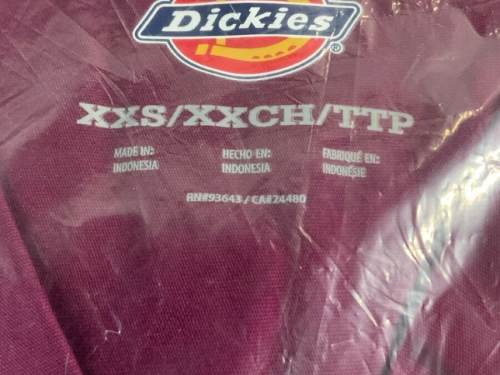 Dickies®
XXS/XXCH/TTP
MADE IN: HECHO EN: FABRIQUÉ EN:
INDONESIA INDONESIA INDONÉSIE
RN#93643 / CA#24480